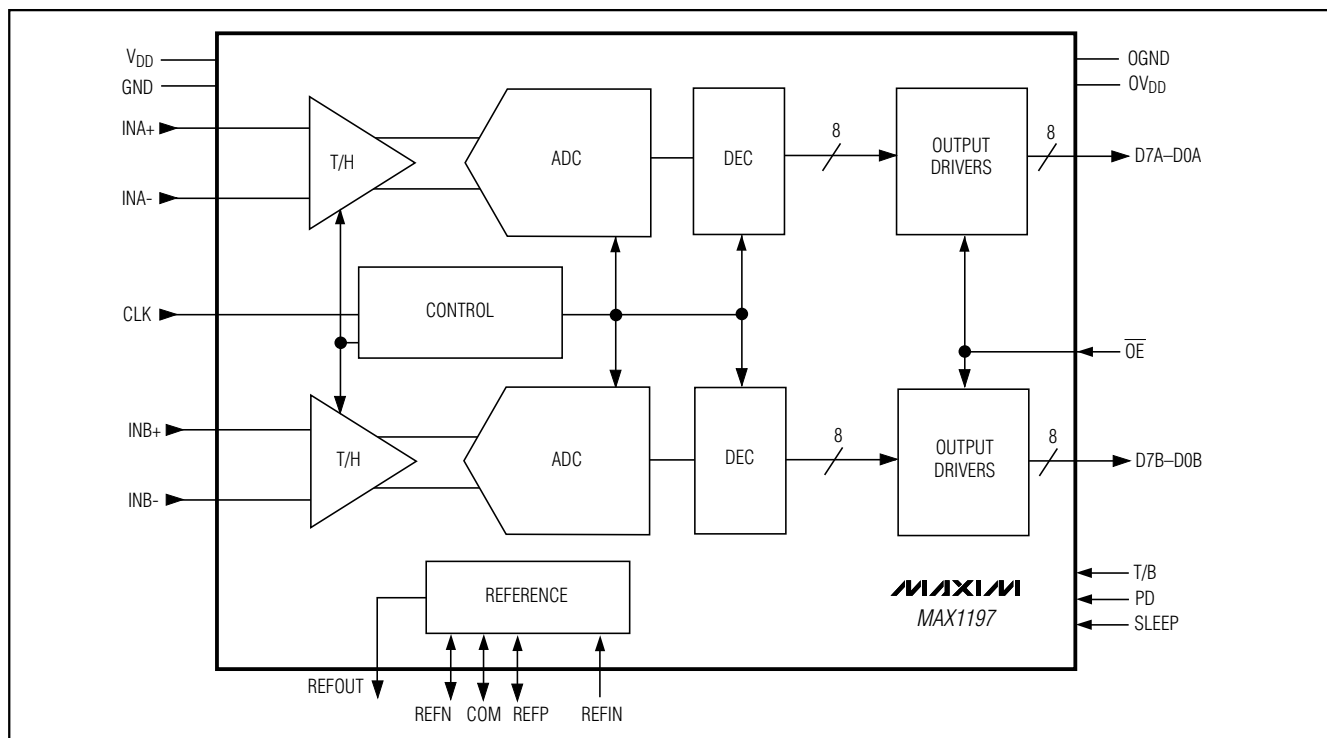 VDD
GND
OGND
OVDD
INA+
INA-
T/H
ADC
DEC
8
OUTPUT
DRIVERS
8
D7A–D0A
CLK
CONTROL
OE
INB+
INB-
T/H
ADC
DEC
8
OUTPUT
DRIVERS
8
D7B–D0B
REFERENCE
MAXIM
MAX1197
T/B
PD
SLEEP
REFOUT
REFN
COM
REFP
REFIN